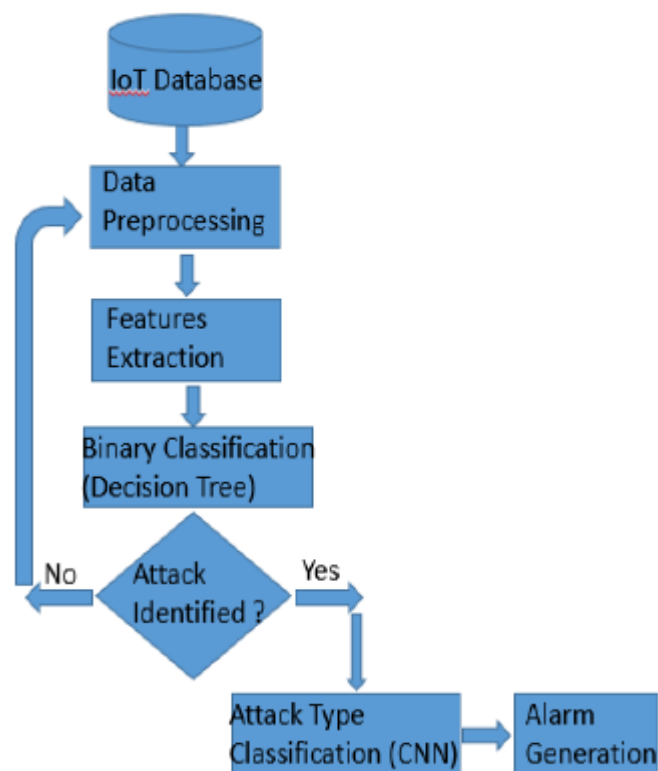 IoT Database
Data
Preprocessing
Features
Extraction
Binary Classification
(Decision Tree)
No
Attack
Identified ?
Yes
Attack Type
Classification (CNN)
Alarm
Generation